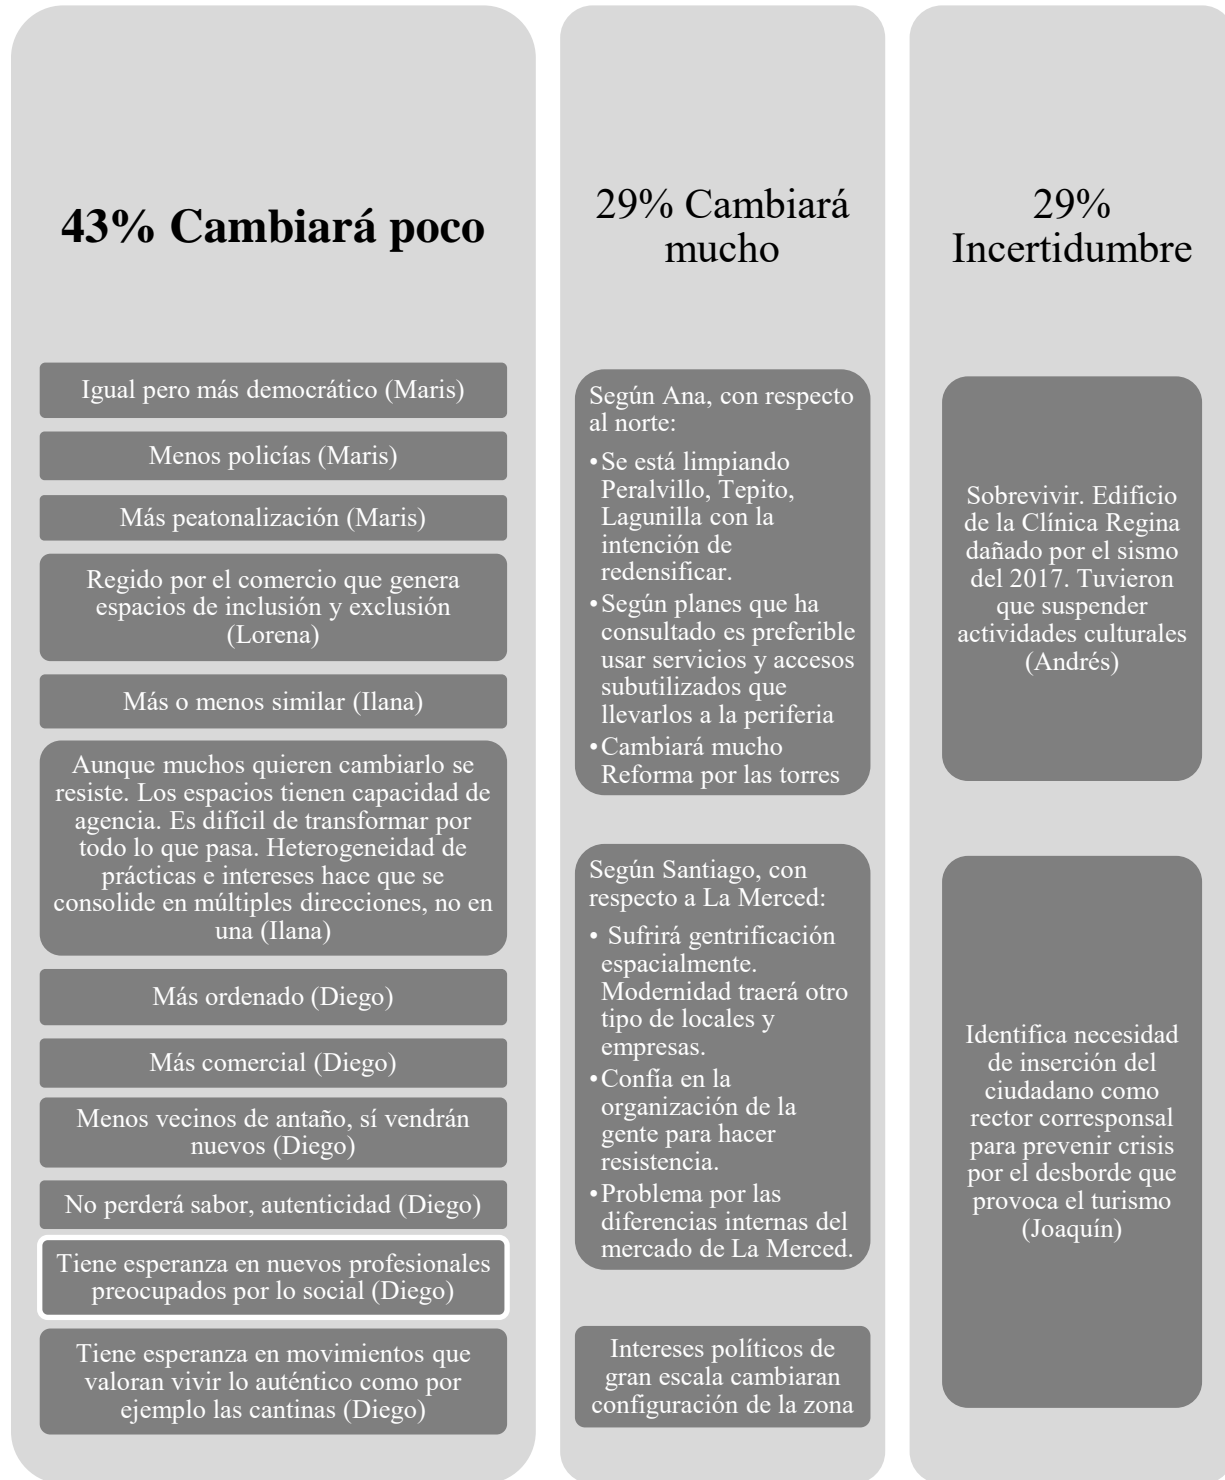 43% Cambiará poco
Igual pero más democrático (Maris)
Menos policías (Maris)
Más peatonalización (Maris)
Regido por el comercio que genera
espacios de inclusión y exclusión
(Lorena)
Más o menos similar (Ilana)
Aunque muchos quieren cambiarlo se
resiste. Los espacios tienen capacidad de
agencia. Es difícil de transformar por
todo lo que pasa. Heterogeneidad de
prácticas e intereses hace que se
consolide en múltiples direcciones, no en
una (Ilana)
Más ordenado (Diego)
Más comercial (Diego)
Menos vecinos de antaño, sí vendrán
nuevos (Diego)
No perderá sabor, autenticidad (Diego)
Tiene esperanza en nuevos profesionales
preocupados por lo social (Diego)
Tiene esperanza en movimientos que
valoran vivir lo auténtico como por
ejemplo las cantinas (Diego)
29% Cambiará
mucho
Según Ana, con respecto
al norte:
•Se está limpiando
Peralvillo, Tepito,
Lagunilla con la
intención de
redensificar.
•Según planes que ha
consultado es preferible
usar servicios y accesos
subutilizados que
llevarlos a la periferia
•Cambiará mucho
Reforma por las torres
Según Santiago, con
respecto a La Merced:
• Sufrirá gentrificación
espacialmente.
Modernidad traerá otro
tipo de locales y
empresas.
•Confía en la
organización de la
gente para hacer
resistencia.
•Problema por las
diferencias internas del
mercado de La Merced.
Intereses políticos de
gran escala cambiaran
configuración de la zona
29%
Incertidumbre
Sobrevivir. Edificio
de la Clínica Regina
dañado por el sismo
del 2017. Tuvieron
que suspender
actividades culturales
(Andrés)
Identifica necesidad
de inserción del
ciudadano como
rector corresponsal
para prevenir crisis
por el desborde que
provoca el turismo
(Joaquín)